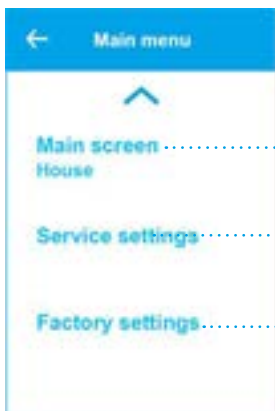 Main menu
Main screen
House
Service settings
Factory settings